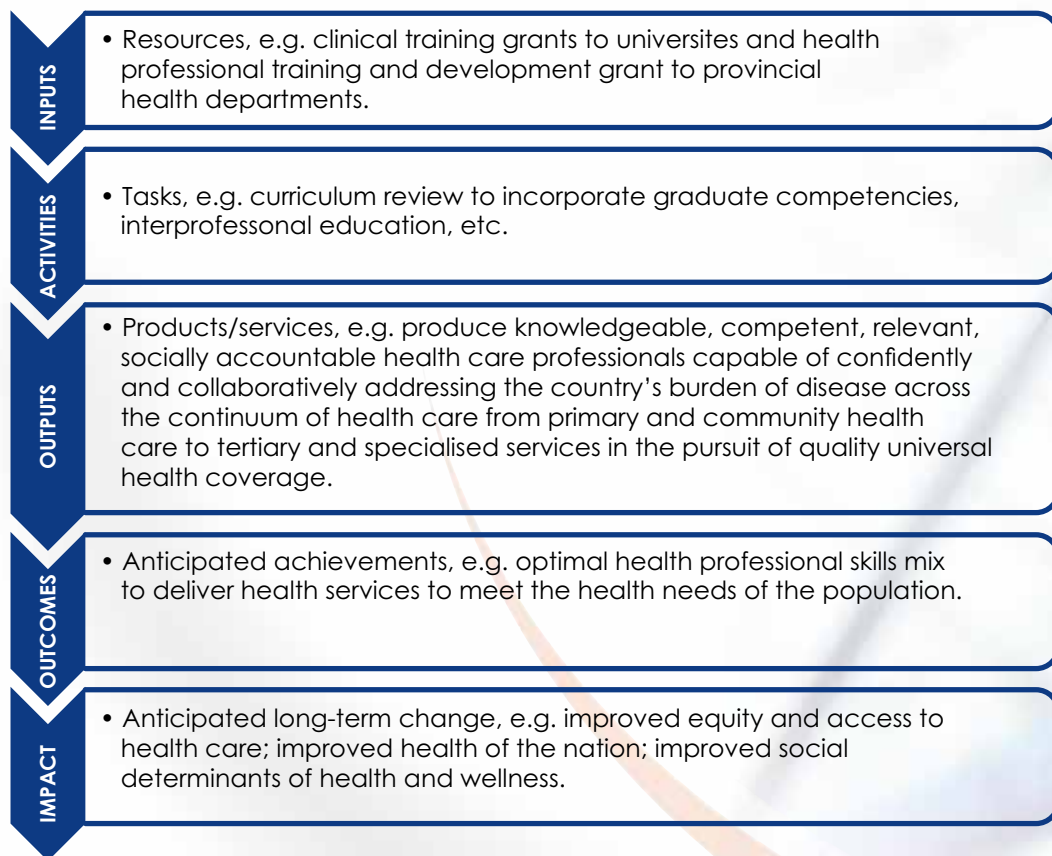 INPUTS
• Resources, e.g. clinical training grants to universites and health
professional training and development grant to provincial
health departments.
ACTIVITIES
• Tasks, e.g. curriculum review to incorporate graduate competencies,
interprofessonal education, etc.
OUTPUTS
• Products/services, e.g. produce knowledgeable, competent, relevant,
socially accountable health care professionals capable of confidently
and collaboratively addressing the country’s burden of disease across
the continuum of health care from primary and community health
care to tertiary and specialised services in the pursuit of quality universal
health coverage.
OUTCOMES
• Anticipated achievements, e.g. optimal health professional skills mix
to deliver health services to meet the health needs of the population.
IMPACT
• Anticipated long-term change, e.g. improved equity and access to
health care; improved health of the nation; improved social
determinants of health and wellness.